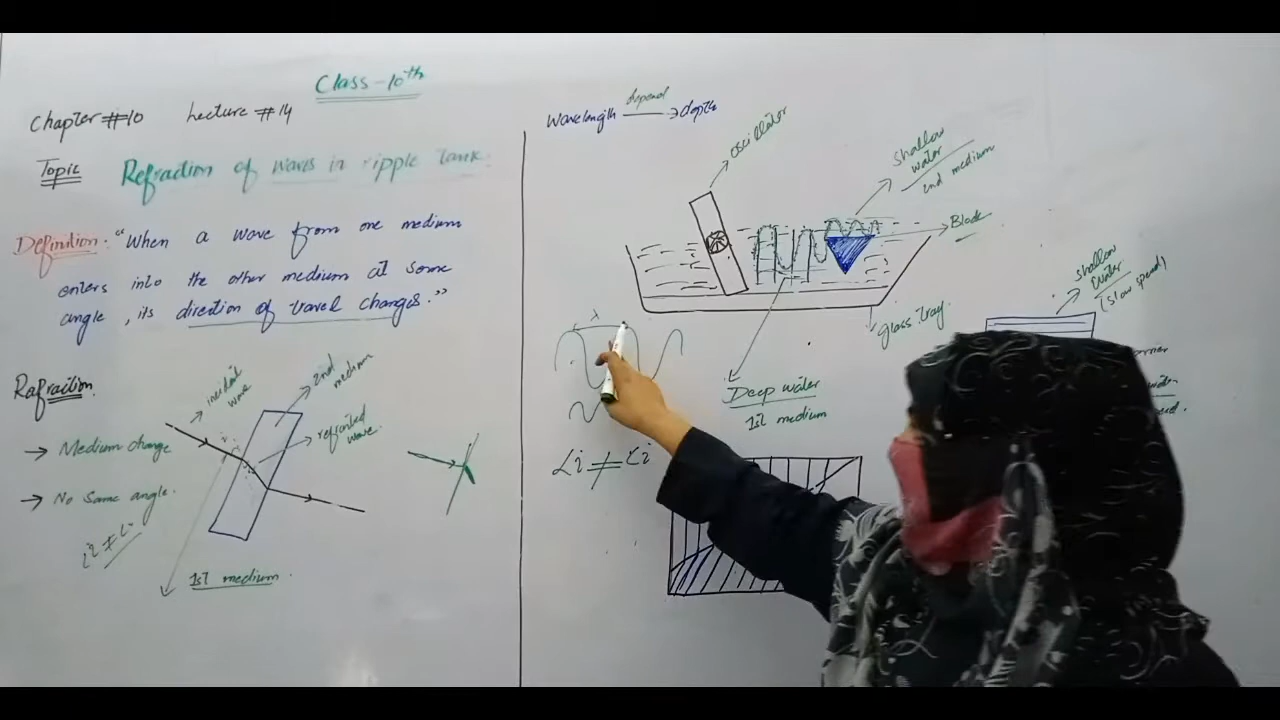 Class-10th
Chapter #10 Lecture #14
Topic Refraction of waves in ripple Tank.
Definition: "When a wave from one medium
enters into the other medium at some
angle, its direction of travel changes."
Rafraction.
→ Medium change
→ No same angle.
incident
wave
2nd
medium
refracted
wave.
1st medium.
Wavelength depend → depth
oscillator
shallow
water
2nd medium
Block
glass tray.
λ
Deep water
1st medium
shallow
water
(slow speed)